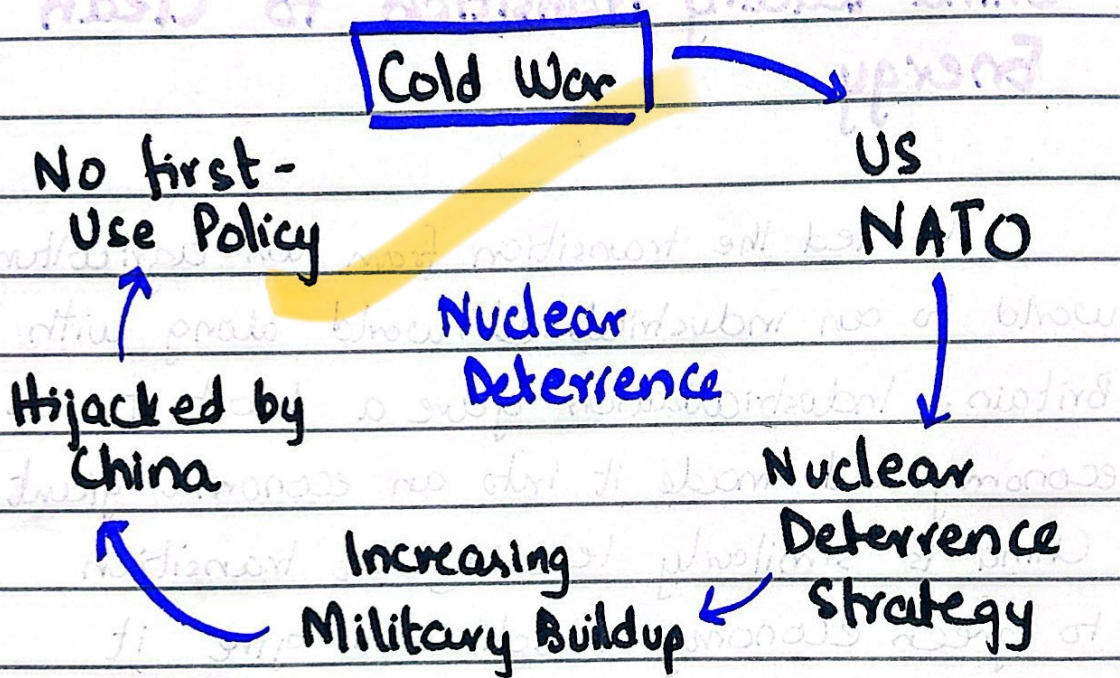 Cold War
US
NATO
Nuclear
Deterrence
Strategy
Increasing
Military Buildup
Hijacked by
China
No first-
Use Policy
Nuclear
Deterrence